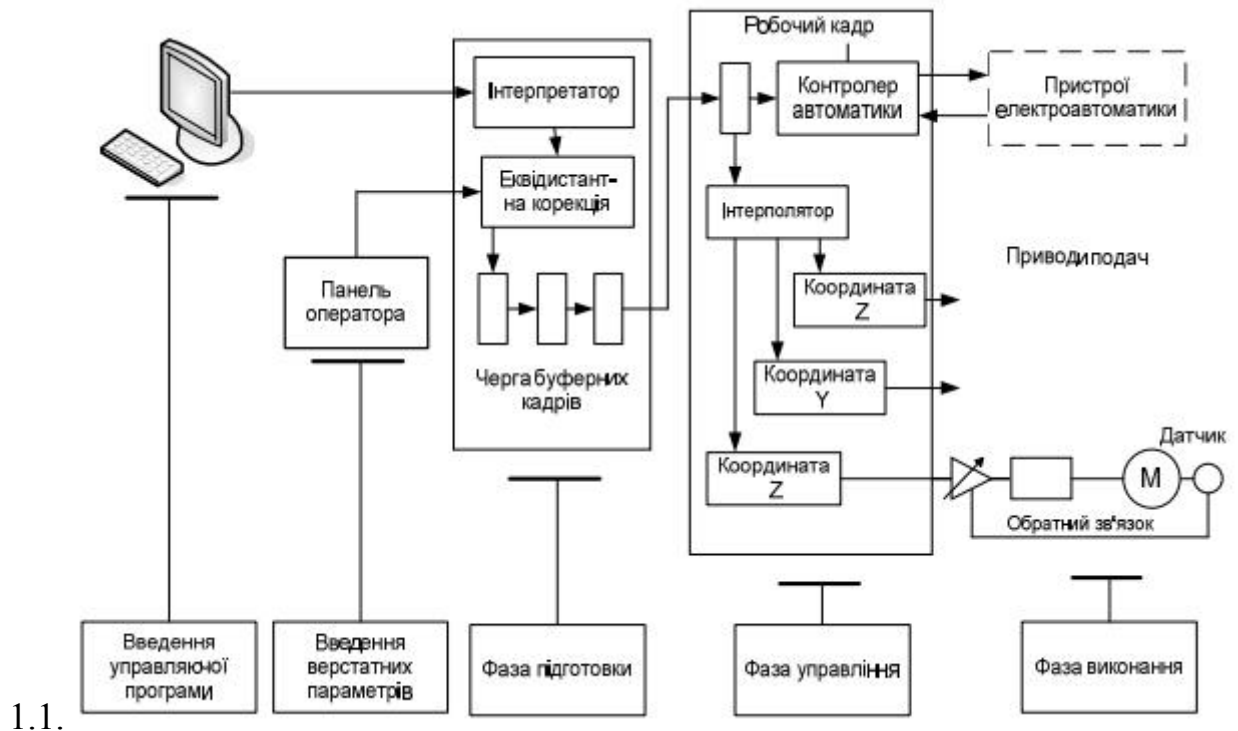 Робочий кадр
Інтерпретатор
Контролер
автоматики
Пристрої
електроавтоматики
Еквідистант-
на корекція
Інтерполятор
Приводи подач
Панель
оператора
Координата
Z
Черга буферних
кадрів
Координата
Y
Датчик
Координата
Z
М
Обратний зв'язок
Введення
управляючої
програми
Введення
верстатних
параметрів
Фаза підготовки
Фаза управління
Фаза виконання
1.1.